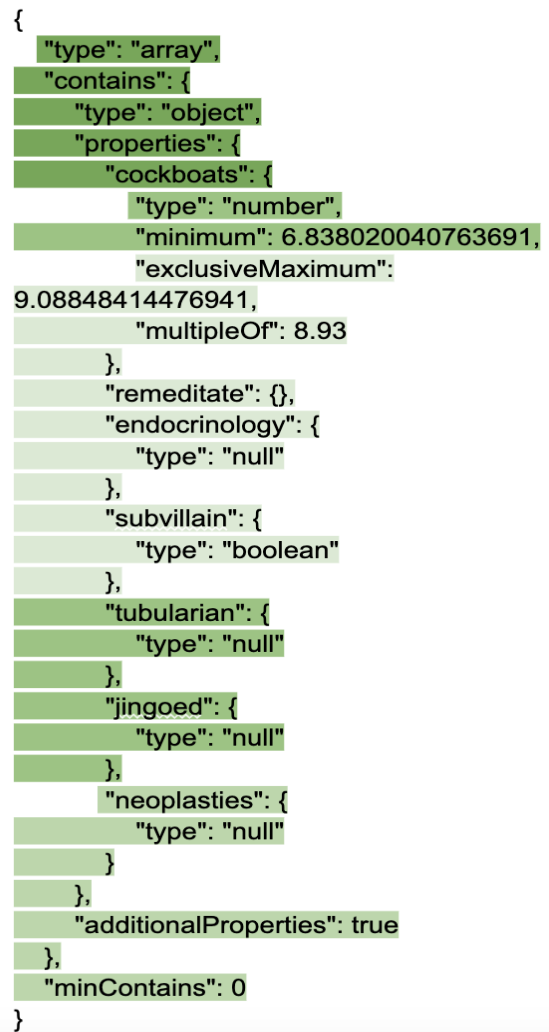 {
"type": "array",
"contains": {
"type": "object",
"properties": {
"cockboats": {
"type": "number",
"minimum": 6.838020040763691,
"exclusiveMaximum":
9.08848414476941,
"multipleOf": 8.93
},
"remeditate": {},
"endocrinology": {
"type": "null"
},
"subvillain": {
"type": "boolean"
},
"tubularian": {
"type": "null"
},
"jingoed": {
"type": "null"
},
"neoplasties": {
"type": "null"
}
},
"additionalProperties": true
},
"minContains": 0
}